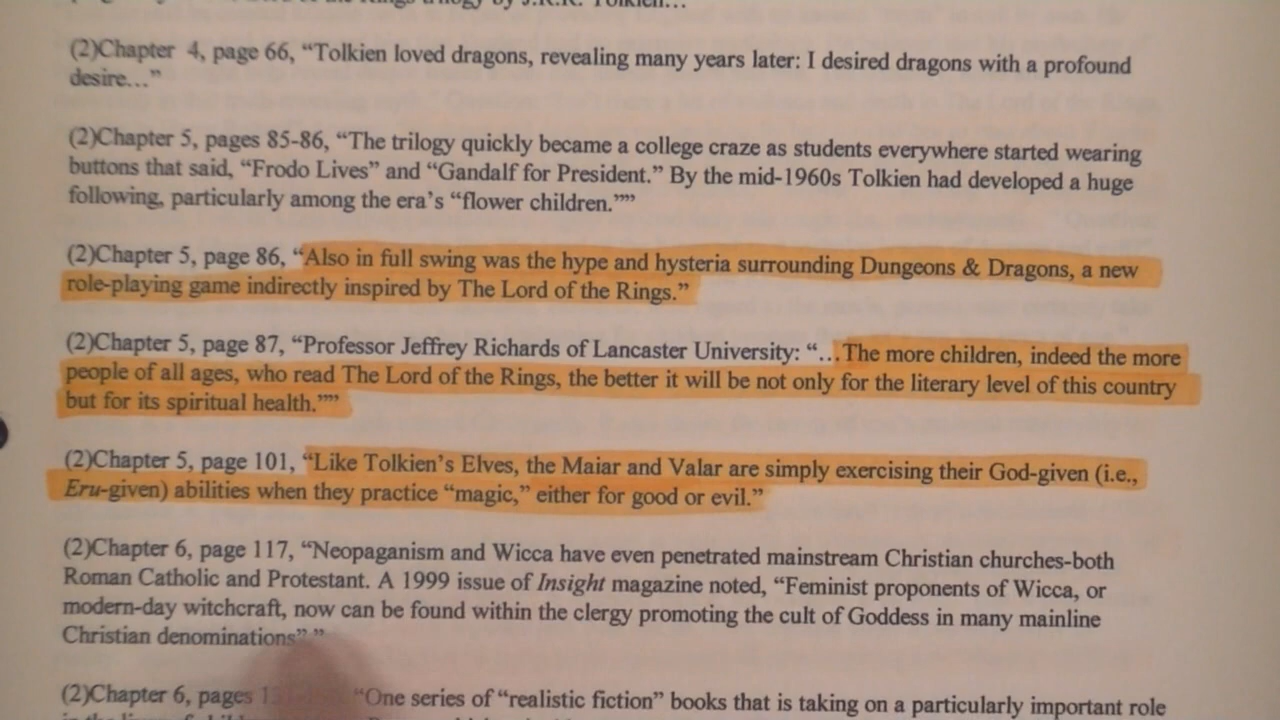 of the Rings trilogy by J.R.R. Tolkien...
(2)Chapter 4, page 66, “Tolkien loved dragons, revealing many years later: I desired dragons with a profound
desire...”
(2)Chapter 5, pages 85-86, “The trilogy quickly became a college craze as students everywhere started wearing
buttons that said, “Frodo Lives” and “Gandalf for President.” By the mid-1960s Tolkien had developed a huge
following, particularly among the era’s “flower children.””
(2)Chapter 5, page 86, “Also in full swing was the hype and hysteria surrounding Dungeons & Dragons, a new
role-playing game indirectly inspired by The Lord of the Rings.”
(2)Chapter 5, page 87, “Professor Jeffrey Richards of Lancaster University: “...The more children, indeed the more
people of all ages, who read The Lord of the Rings, the better it will be not only for the literary level of this country
but for its spiritual health.””
(2)Chapter 5, page 101, “Like Tolkien’s Elves, the Maiar and Valar are simply exercising their God-given (i.e.,
Eru-given) abilities when they practice “magic,” either for good or evil.”
(2)Chapter 6, page 117, “Neopaganism and Wicca have even penetrated mainstream Christian churches-both
Roman Catholic and Protestant. A 1999 issue of Insight magazine noted, “Feminist proponents of Wicca, or
modern-day witchcraft, now can be found within the clergy promoting the cult of Goddess in many mainline
Christian denominations”.”
(2)Chapter 6, pages “One series of “realistic fiction” books that is taking on a particularly important role